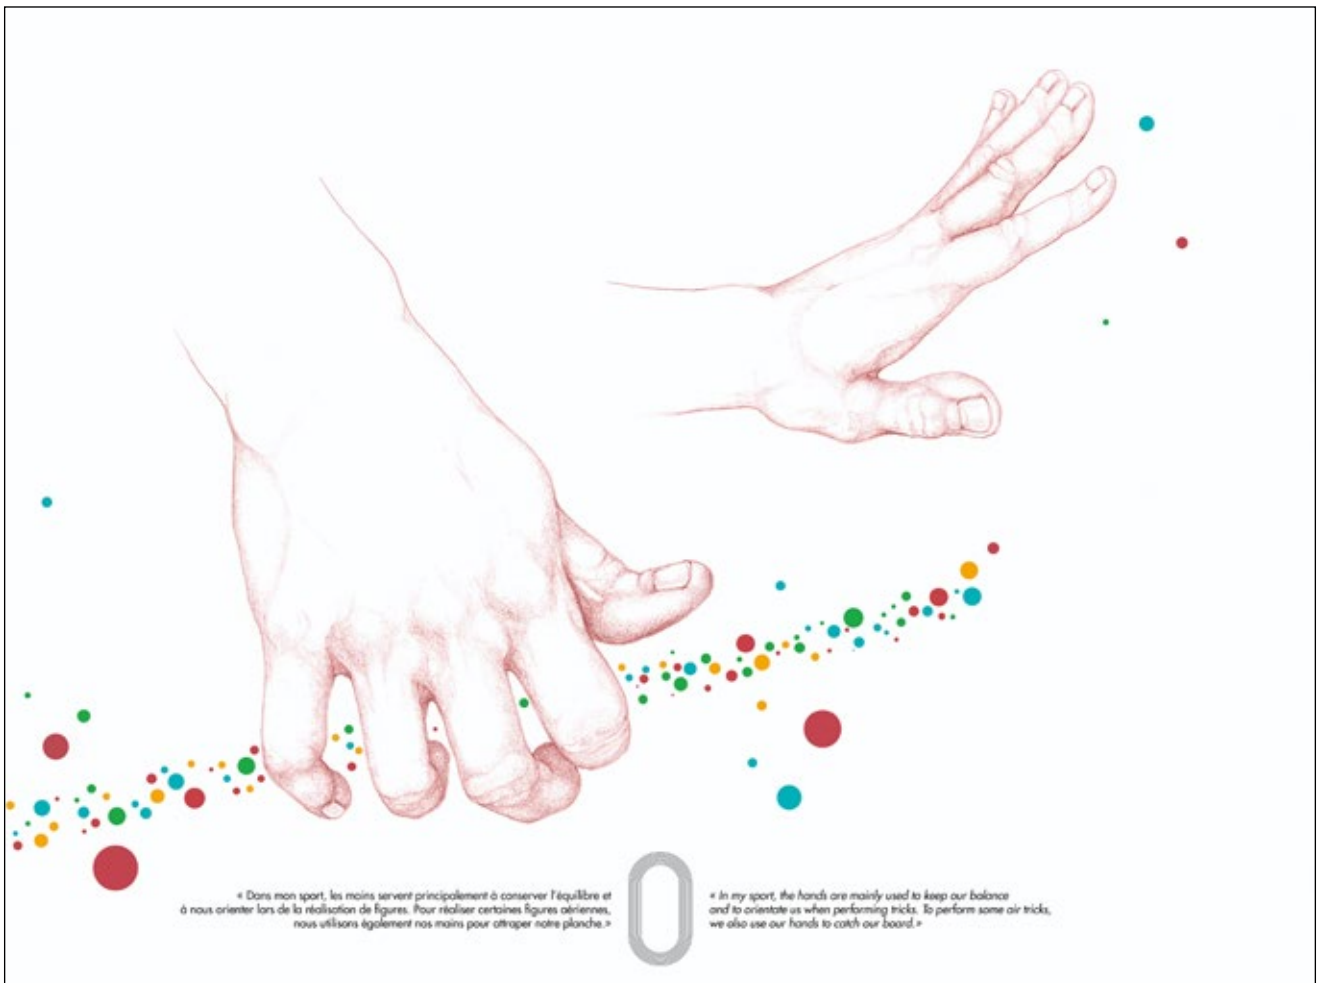 « Dans mon sport, les mains servent principalement à conserver l'équilibre et
à nous orienter lors de la réalisation de figures. Pour réaliser certaines figures aériennes,
nous utilisons également nos mains pour attraper notre planche.»
« In my sport, the hands are mainly used to keep our balance
and to orientate us when performing tricks. To perform some air tricks,
we also use our hands to catch our board.»